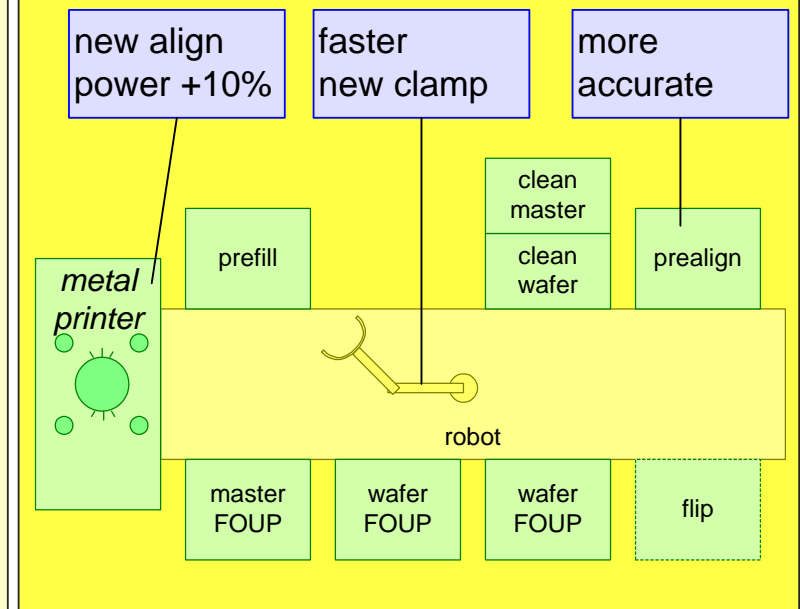 new align
power +10%
faster
new clamp
more
accurate
clean
master
prefill
clean
wafer
prealign
metal
printer
robot
master
FOUP
wafer
FOUP
wafer
FOUP
flip